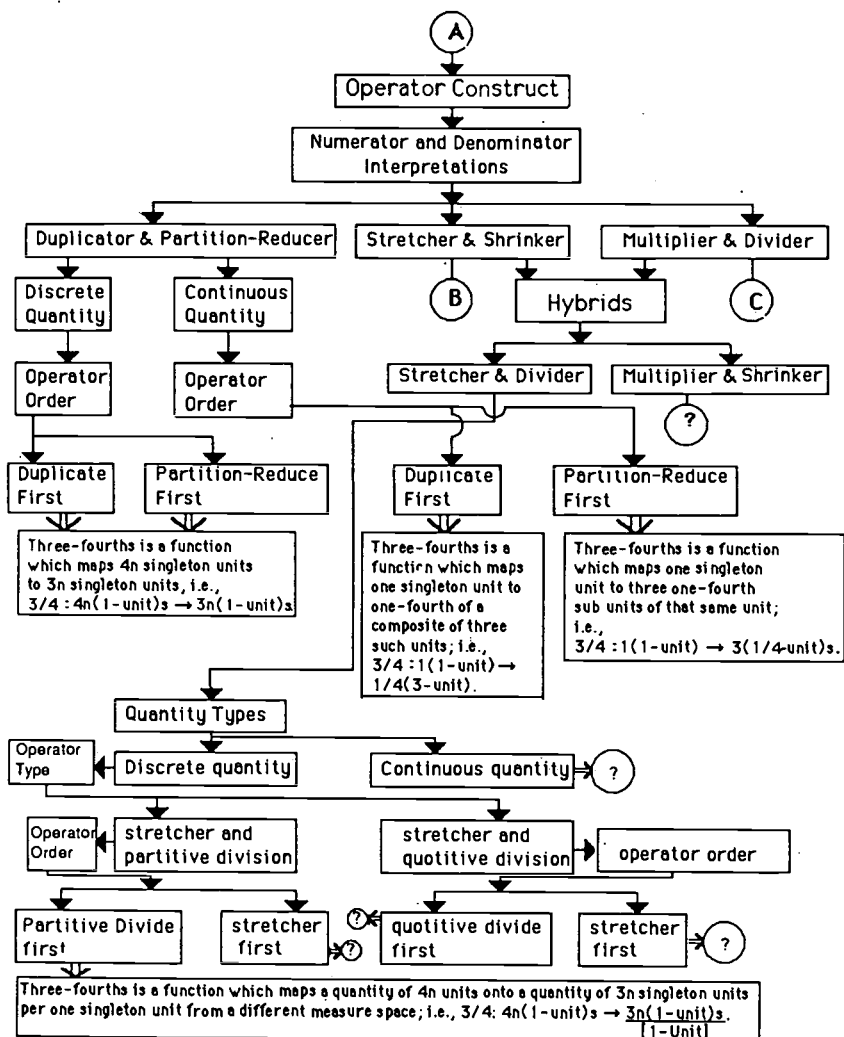 A
Operator Construct
Numerator and Denominator
Interpretations
Duplicator & Partition-Reducer
Stretcher & Shrinker
Multiplier & Divider
Discrete
Quantity
Continuous
Quantity
B
Hybrids
C
Operator
Order
Operator
Order
Stretcher & Divider
Multiplier & Shrinker
?
Duplicate
First
Partition-Reduce
First
Duplicate
First
Partition-Reduce
First
Three-fourths is a function
which maps 4n singleton units
to 3n singleton units, i.e.,
3/4 : 4n(1-unit)s → 3n(1-unit)s.
Three-fourths is a
function which maps
one singleton unit to
one-fourth of a
composite of three
such units; i.e.,
3/4 : 1(1-unit) →
1/4(3-unit).
Three-fourths is a function
which maps one singleton
unit to three one-fourth
sub units of that same unit;
i.e.,
3/4 : 1(1-unit) → 3(1/4-unit)s.
Quantity Types
Operator
Type
Discrete quantity
Continuous quantity
?
Operator
Order
stretcher and
partitive division
stretcher and
quotitive division
operator order
Partitive Divide
first
stretcher
first
?
?
quotitive divide
first
stretcher
first
?
Three-fourths is a function which maps a quantity of 4n units onto a quantity of 3n singleton units
per one singleton unit from a different measure space; i.e., 3/4: 4n(1-unit)s → 3n(1-unit)s.
[1-Unit]